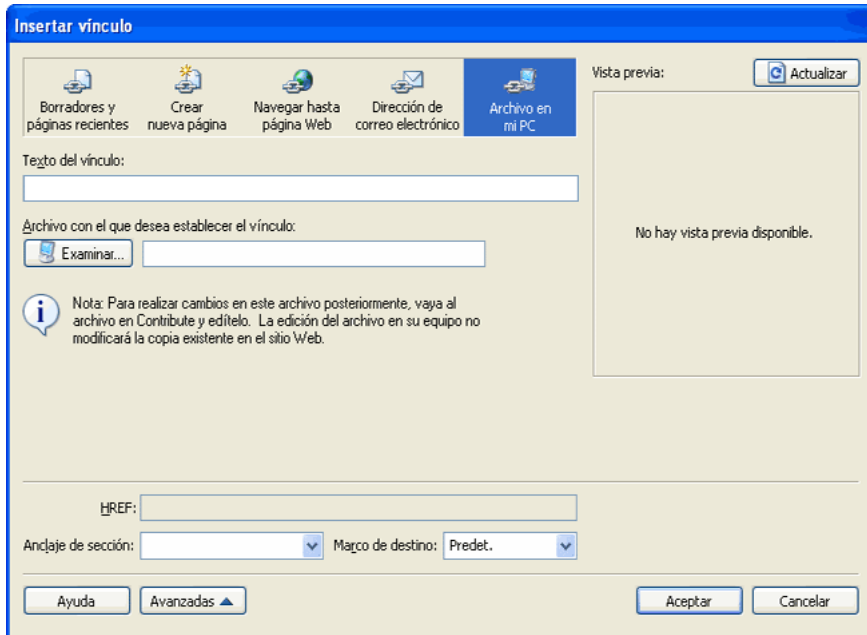 Insertar vínculo
Borradores y
páginas recientes
Crear
nueva página
Navegar hasta
página Web
Dirección de
correo electrónico
Archivo en
mi PC
Vista previa:
Actualizar
Texto del vínculo:
No hay vista previa disponible.
Archivo con el que desea establecer el vínculo:
Examinar...
Nota: Para realizar cambios en este archivo posteriormente, vaya al
archivo en Contribute y edítelo. La edición del archivo en su equipo no
modificará la copia existente en el sitio Web.
HREF:
Anclaje de sección:
Marco de destino: Predet.
Ayuda
Avanzadas
Aceptar
Cancelar